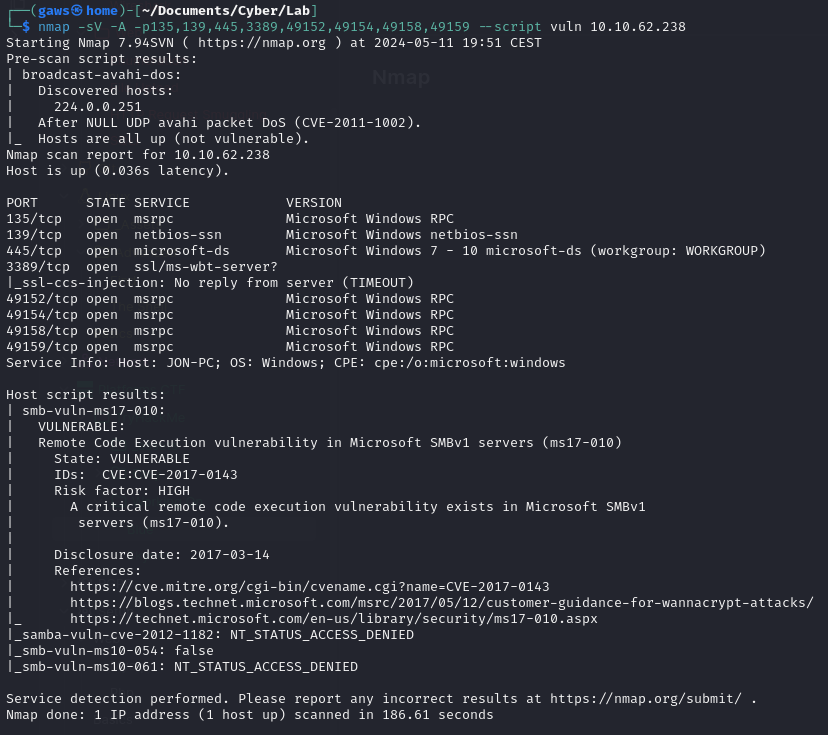 ┌──(gaws㉿home)-[~/Documents/Cyber/Lab]
└─$ nmap -sV -A -p135,139,445,3389,49152,49154,49158,49159 --script vuln 10.10.62.238
Starting Nmap 7.94SVN ( https://nmap.org ) at 2024-05-11 19:51 CEST
Pre-scan script results:
| broadcast-avahi-dos:
|   Discovered hosts:
|     224.0.0.251
|   After NULL UDP avahi packet DoS (CVE-2011-1002).
|_  Hosts are all up (not vulnerable).
Nmap scan report for 10.10.62.238
Host is up (0.036s latency).

PORT      STATE SERVICE            VERSION
135/tcp   open  msrpc              Microsoft Windows RPC
139/tcp   open  netbios-ssn        Microsoft Windows netbios-ssn
445/tcp   open  microsoft-ds       Microsoft Windows 7 - 10 microsoft-ds (workgroup: WORKGROUP)
3389/tcp  open  ssl/ms-wbt-server?
|_ssl-ccs-injection: No reply from server (TIMEOUT)
49152/tcp open  msrpc              Microsoft Windows RPC
49154/tcp open  msrpc              Microsoft Windows RPC
49158/tcp open  msrpc              Microsoft Windows RPC
49159/tcp open  msrpc              Microsoft Windows RPC
Service Info: Host: JON-PC; OS: Windows; CPE: cpe:/o:microsoft:windows

Host script results:
| smb-vuln-ms17-010:
|   VULNERABLE:
|   Remote Code Execution vulnerability in Microsoft SMBv1 servers (ms17-010)
|     State: VULNERABLE
|     IDs:  CVE:CVE-2017-0143
|     Risk factor: HIGH
|       A critical remote code execution vulnerability exists in Microsoft SMBv1
|        servers (ms17-010).
|
|     Disclosure date: 2017-03-14
|     References:
|       https://cve.mitre.org/cgi-bin/cvename.cgi?name=CVE-2017-0143
|       https://blogs.technet.microsoft.com/msrc/2017/05/12/customer-guidance-for-wannacrypt-attacks/
|_      https://technet.microsoft.com/en-us/library/security/ms17-010.aspx
|_samba-vuln-cve-2012-1182: NT_STATUS_ACCESS_DENIED
|_smb-vuln-ms10-054: false
|_smb-vuln-ms10-061: NT_STATUS_ACCESS_DENIED

Service detection performed. Please report any incorrect results at https://nmap.org/submit/ .
Nmap done: 1 IP address (1 host up) scanned in 186.61 seconds
Nmap